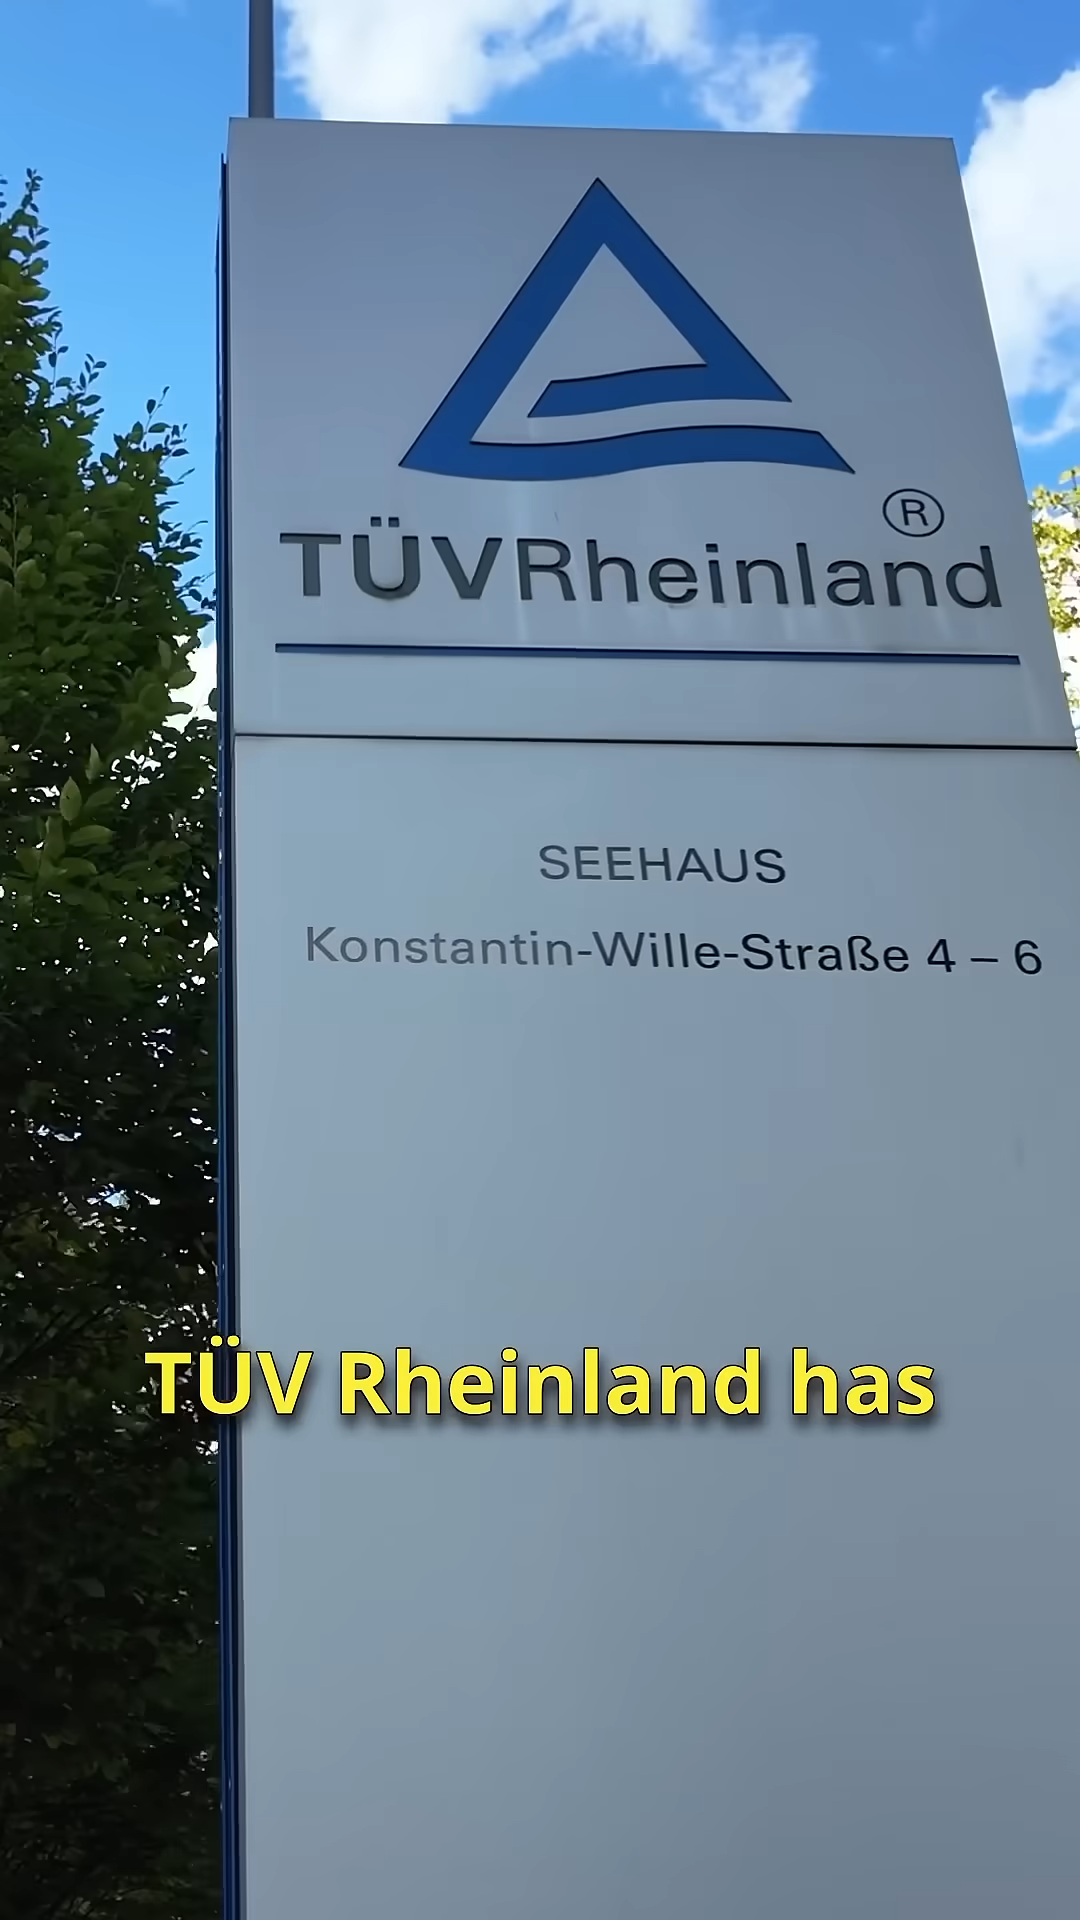 ®
TÜVRheinland
SEEHAUS
Konstantin-Wille-Straße 4 – 6
TÜV Rheinland has